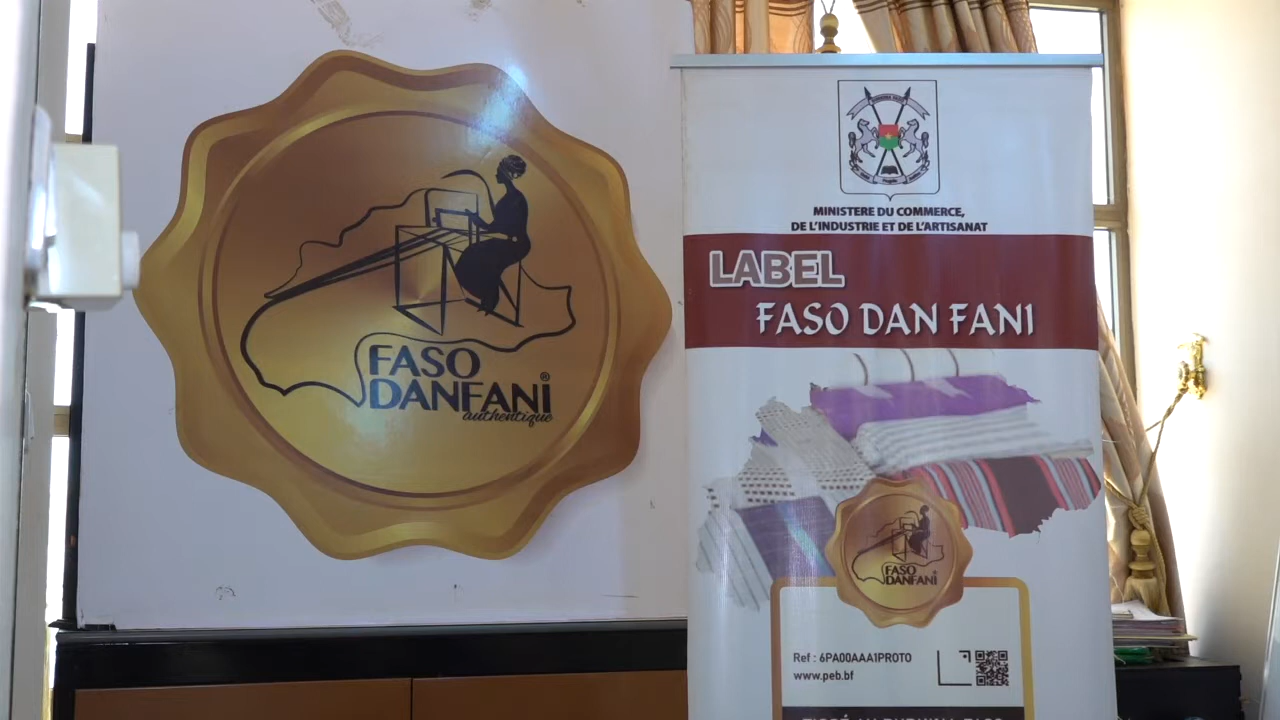 FASO
DANFANI®
authentique
MINISTERE DU COMMERCE,
DE L'INDUSTRIE ET DE L'ARTISANAT
LABEL
FASO DAN FANI
FASO
DANFANI
Ref : 6PA00AAA1PROTO
www.peb.bf